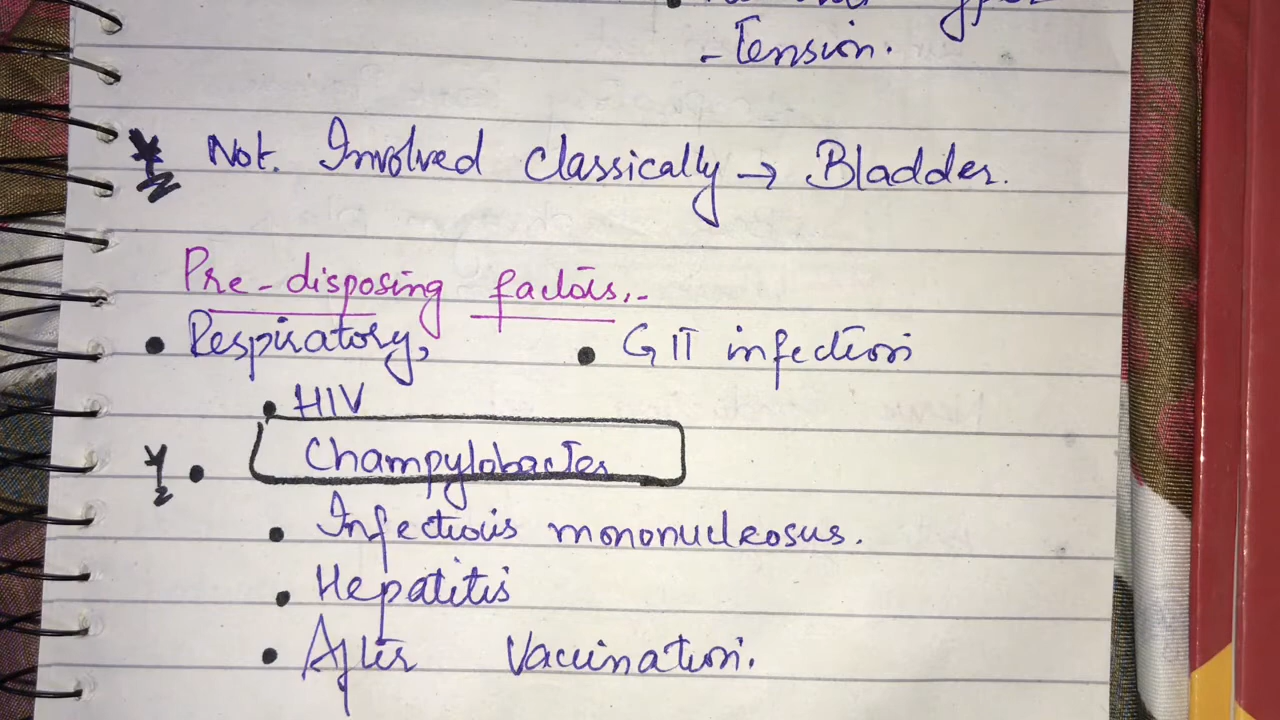 - Tension.
Not. Involved Classically → Bladder.
Pre-disposing factors.-
• Respiratory, • GIT infection
• HIV
• Champylobacter
• Infectious mononucleosus.
• Hepatitis
• After Vaccination.